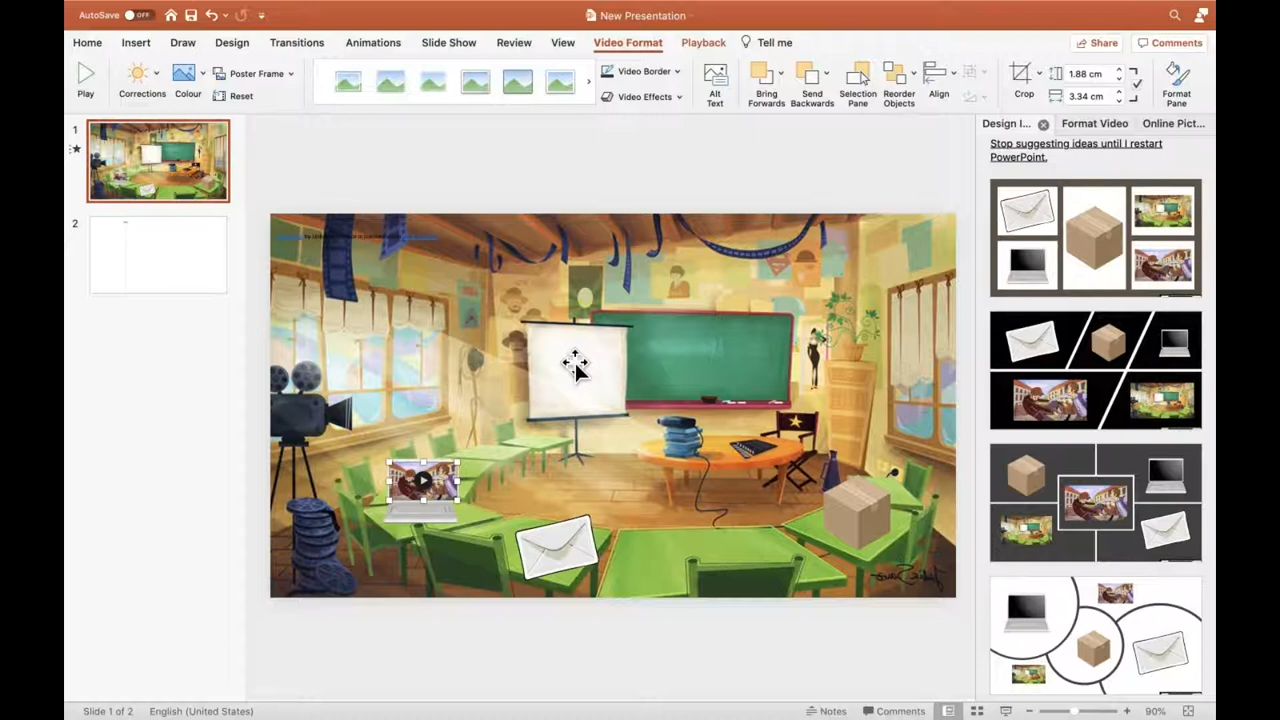 AutoSave OFF
New Presentation
Home Insert Draw Design Transitions Animations Slide Show Review View Video Format Playback Tell me Share Comments
Play
Corrections
Colour
Poster Frame
Reset
Video Border
Video Effects
Alt Text
Bring Forwards
Send Backwards
Selection Pane
Reorder Objects
Align
Crop
1.88 cm
3.34 cm
Format Pane
1
2
Design I...
Format Video
Online Pict...
Stop suggesting ideas until I restart
PowerPoint.
Slide 1 of 2 English (United States) Notes Comments 90%